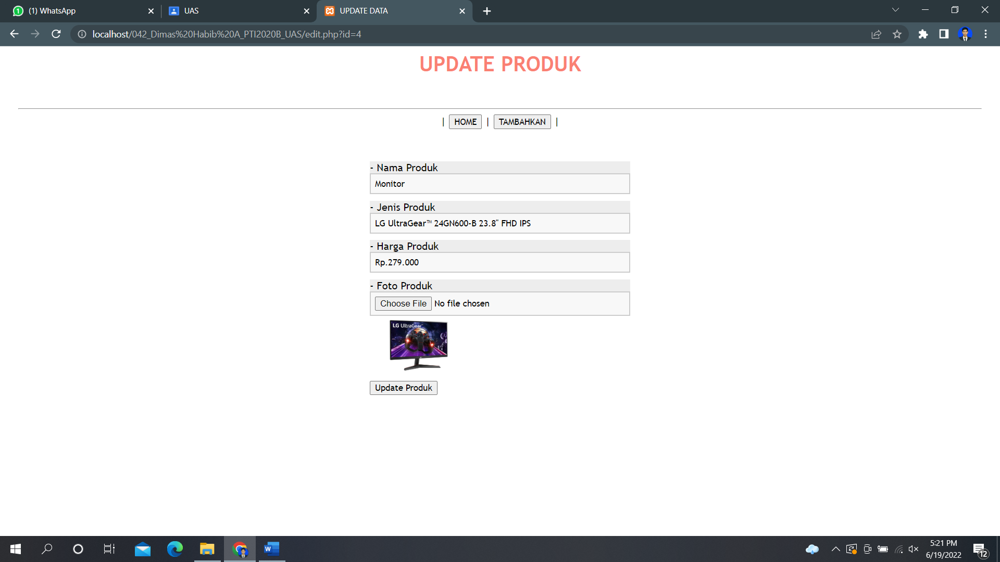 (1) WhatsApp
UAS
UPDATE DATA
localhost/042_Dimas%20Habib%20A_PTI2020B_UAS/edit.php?id=4
UPDATE PRODUK
| HOME | TAMBAHKAN |
- Nama Produk
Monitor
- Jenis Produk
LG UltraGear™ 24GN600-B 23.8" FHD IPS
- Harga Produk
Rp.279.000
- Foto Produk
Choose File No file chosen
LG UltraGear™
Update Produk
5:21 PM
6/19/2022
12